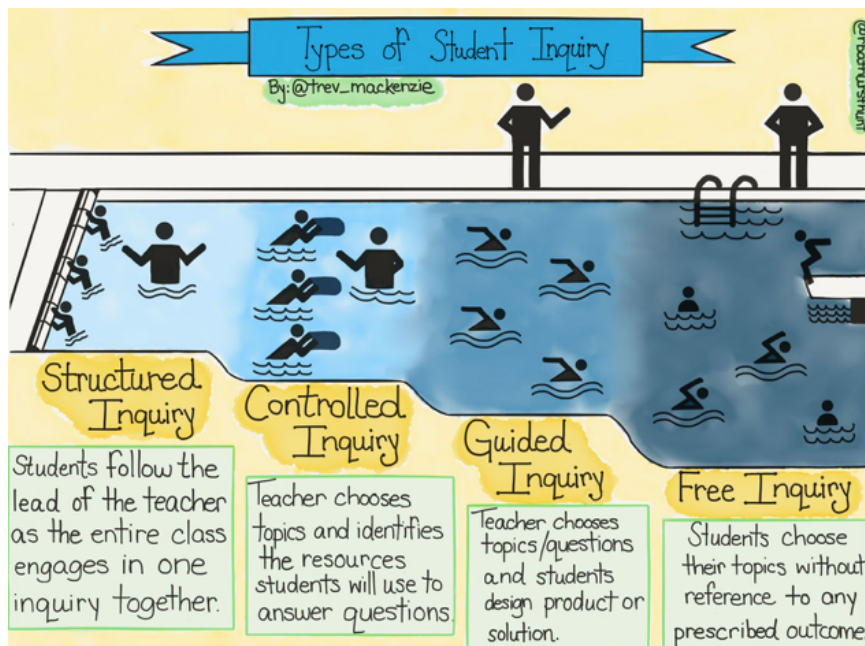 Types of Student Inquiry
By: @trev_mackenzie
Structured
Inquiry
Students follow the
lead of the teacher
as the entire class
engages in one
inquiry together.
Controlled
Inquiry
Teacher chooses
topics and identifies
the resources
students will use to
answer questions.
Guided
Inquiry
Teacher chooses
topics/questions
and students
design product or
solution.
Free Inquiry
Students choose
their topics without
reference to any
prescribed outcome